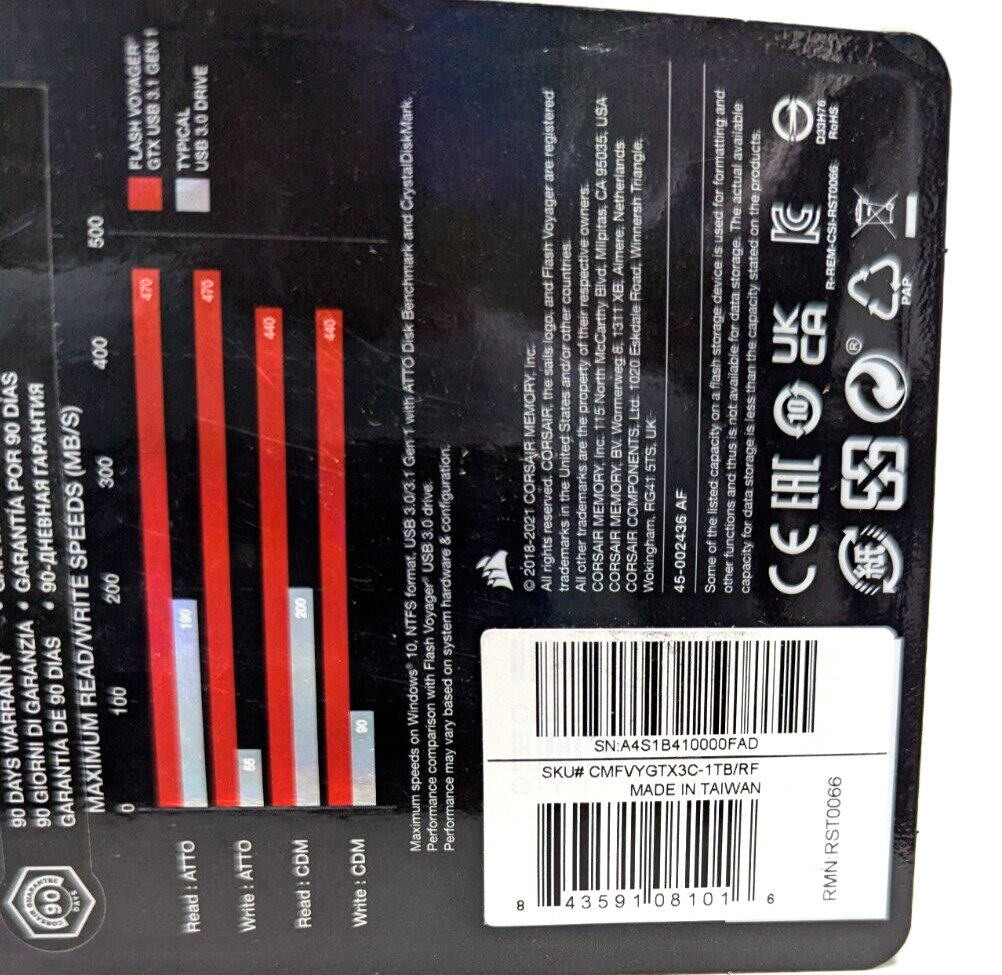 90 DAYS WARRANTY •
90 GIORNI DI GARANZIA • GARANTÍA POR 90 DÍAS
GARANTIA DE 90 DIAS • 90-ДНЕВНАЯ ГАРАНТИЯ
CORSAIR GUARANTEE
90
DAYS
MAXIMUM READ/WRITE SPEEDS (MB/S)
0 100 200 300 400 500
FLASH VOYAGER®
GTX USB 3.1 GEN 1
TYPICAL
USB 3.0 DRIVE
Read : ATTO 470
190
Write : ATTO 470
Read : CDM 440
200
Write : CDM 440
90
Maximum speeds on Windows® 10, NTFS format, USB 3.0/3.1 Gen 1 with ATTO Disk Benchmark and CrystalDiskMark.
Performance comparison with Flash Voyager® USB 3.0 drive.
Performance may vary based on system hardware & configuration.
© 2018-2021 CORSAIR MEMORY, Inc.
All rights reserved. CORSAIR, the sails logo, and Flash Voyager are registered
trademarks in the United States and/or other countries.
All other trademarks are the property of their respective owners.
CORSAIR MEMORY, Inc. 115 North McCarthy Blvd, Milpitas, CA 95035, USA
CORSAIR MEMORY, BV. Wormerweg 8, 1311 XB, Almere, Netherlands
CORSAIR COMPONENTS, Ltd. 1020 Eskdale Road, Winnersh Triangle,
Wokingham, RG41 5TS, UK
45-002436 AF
Some of the listed capacity on a flash storage device is used for formatting and
other functions and thus is not available for data storage. The actual available
capacity for data storage is less than the capacity stated on the products.
CE EAC 10 UK
CA
R-REM-CSI-RST0066
D33H76
RoHS
紙
®
PAP
SN:A4S1B410000FAD
SKU# CMFVYGTX3C-1TB/RF
MADE IN TAIWAN
8 43591 08101 6
RMN:RST0066